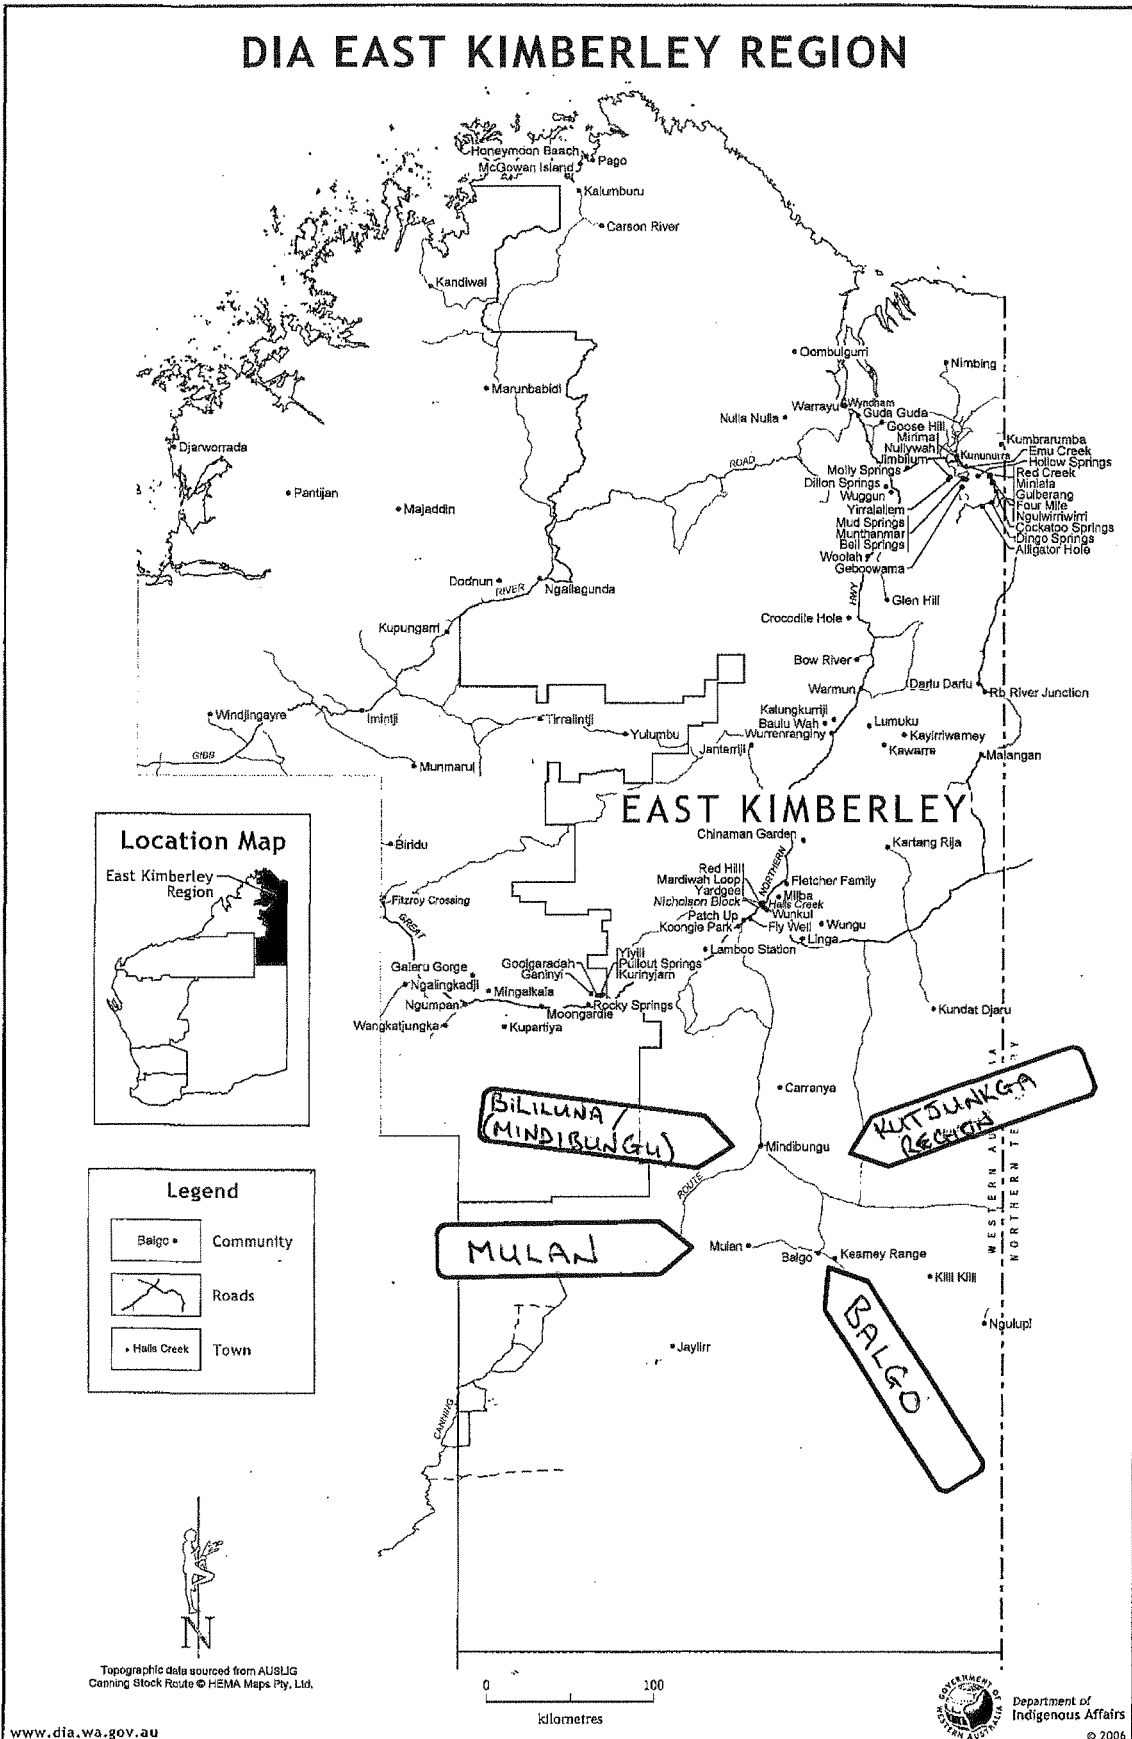 DIA EAST KIMBERLEY REGION
Honeymoon Beach
Pago
McGowan Island
Kalumburu
Carson River
Kandiwal
Oombulgurri
Nimbing
Marunbabidi
Warrayu
Wyndham
Nulla Nulla
Guda Guda
Goose Hill
Mirima
Nullywah
Jimbilum
Kununurra
Kumbrarumba
Emu Creek
Hollow Springs
Djarworrada
ROAD
Molly Springs
Dillon Springs
Wuggun
Yirralallem
Mud Springs
Munthanmar
Bell Springs
Woolah
Geboowama
Red Creek
Miniata
Gulberang
Four Mile
Ngulwirriwirri
Cockatoo Springs
Dingo Springs
Alligator Hole
Pantijan
Majaddin
Dodnun
RIVER
Ngallagunda
HWY
Glen Hill
Crocodile Hole
Kupungarri
Bow River
Warmun
Darlu Darlu
Rb River Junction
Windjingayre
Imintji
Tirralintji
Kalungkurriji
Baulu Wah
Wurrenranginy
Lumuku
Kayirriwarney
Yulumbu
Jantarriji
Kawarre
Malangan
GIBB
Munmarul
EAST KIMBERLEY
Chinaman Garden
Kartang Rija
Location Map
East Kimberley
Region
Biridu
NORTHERN
Red Hill
Mardiwah Loop
Yardgee
Nicholson Block
Fletcher Family
Milba
Halls Creek
Wunkul
Fitzroy Crossing
GREAT
Patch Up
Koongie Park
Fly Well
Wungu
Linga
Lamboo Station
Yiyili
Pullout Springs
Kurinyjarn
Goolgaradah
Ganinyi
Galeru Gorge
Ngalingkadji
Mingalkala
Ngumpan
Moongardie
Rocky Springs
Wangkatjungka
Kupartiya
Kundat Djaru
Carranya
BILILUNA/
(MINDIBUNGU)
KUTJUNKGA
REGION
Mindibungu
WESTERN AUSTRALIA
NORTHERN TERRITORY
ROUTE
Legend
Balgo
Community
Roads
Halls Creek
Town
MULAN
Mulan
Balgo
Kearney Range
Killi Killi
BALGO
Ngulupi
Jaylirr
CANNING
N
Topographic data sourced from AUSLIG
Canning Stock Route © HEMA Maps Pty. Ltd.
0 100
kilometres
GOVERNMENT OF
WESTERN AUSTRALIA
Department of
Indigenous Affairs
www.dia.wa.gov.au
© 2006